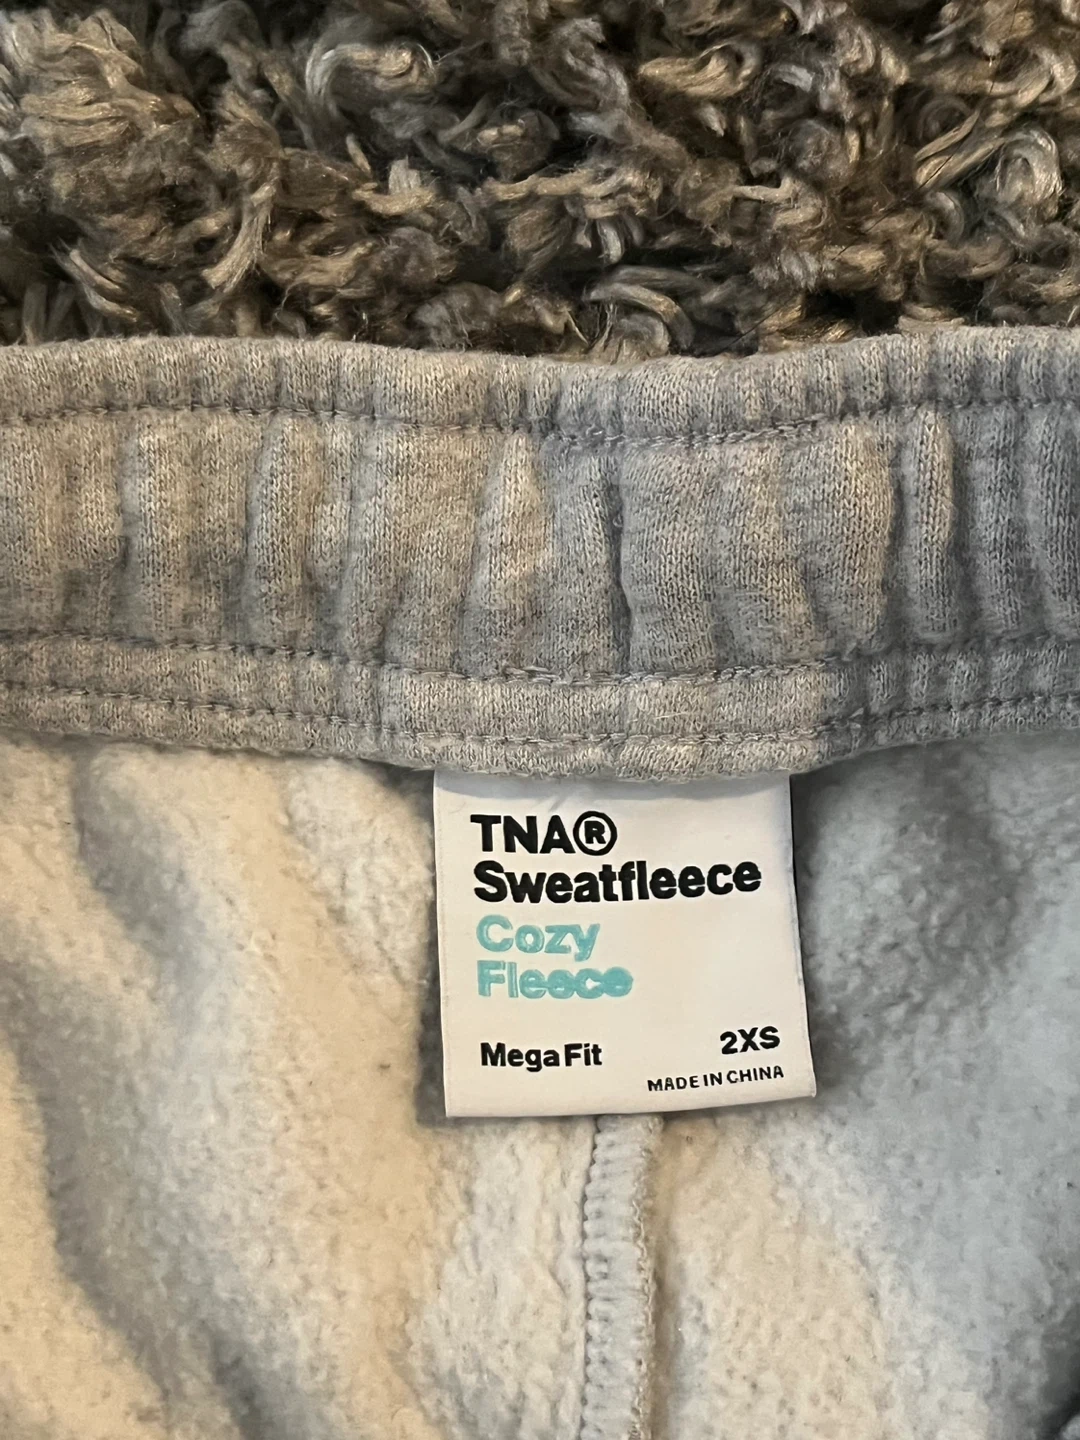 TNA®
Sweatfleece
Cozy
Fleece
Mega Fit
2XS
MADE IN CHINA